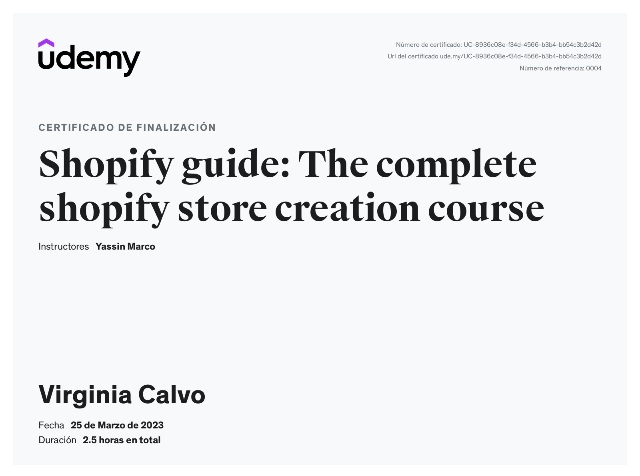 udemy
Número de certificado: UC-8936c08e-f34d-4566-b3b4-bb54c3b2d42d
Url del certificado ude.my/UC-8936c08e-f34d-4566-b3b4-bb54c3b2d42d
Número de referencia: 0004
CERTIFICADO DE FINALIZACIÓN
Shopify guide: The complete
shopify store creation course
Instructores Yassin Marco
Virginia Calvo
Fecha 25 de Marzo de 2023
Duración 2.5 horas en total